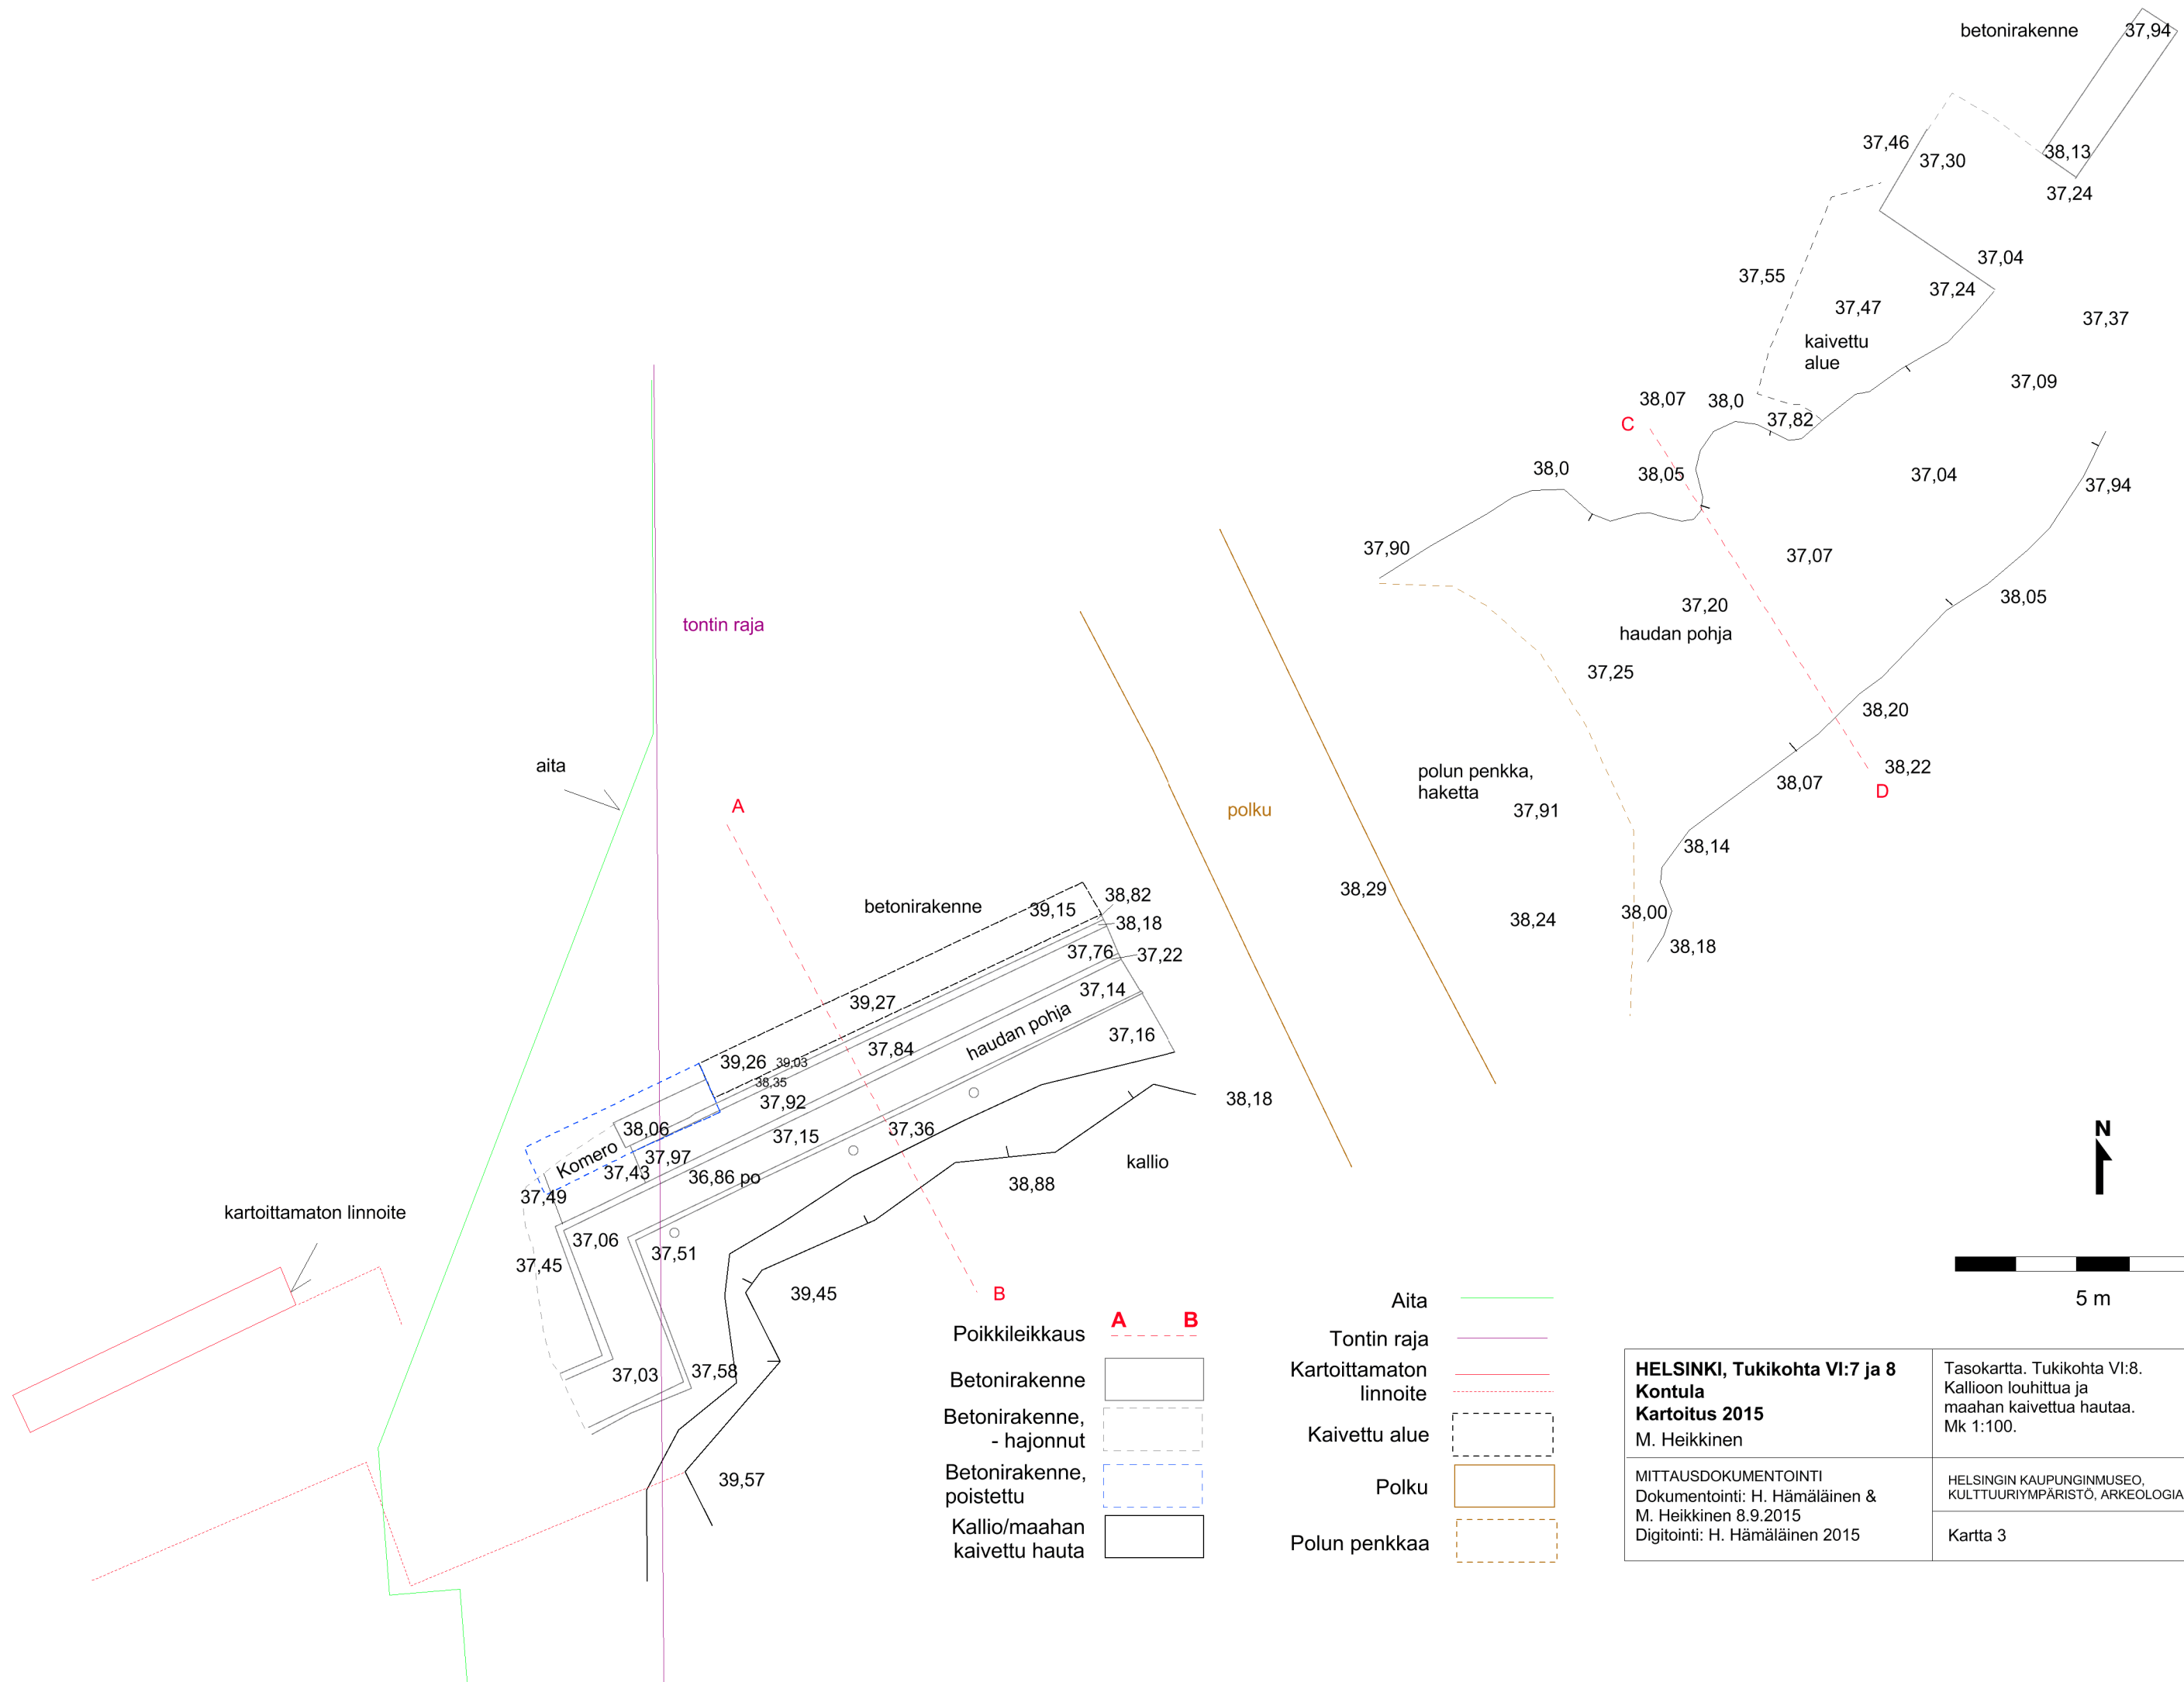 betonirakenne
37,94
37,46
37,30
38,13
37,24
37,04
37,55
37,24
37,47
37,37
kaivettu
alue
37,09
38,07
38,0
37,82
C
38,0
38,05
37,04
37,94
37,90
37,07
38,05
37,20
haudan pohja
tontin raja
37,25
38,20
aita
polun penkka,
haketta
38,22
38,07
D
A
polku
37,91
38,14
38,29
38,82
betonirakenne
39,15
38,00
38,24
38,18
38,18
37,76
37,22
37,14
39,27
haudan pohja
37,16
37,84
39,26
39,03
38,35
37,92
38,18
38,06
37,15
37,36
Komero
37,97
37,43
36,86 po
kallio
38,88
37,49
kartoittamaton linnoite
37,06
37,51
37,45
39,45
B
37,03
37,58
39,57
N
5 m
A B
Poikkileikkaus
Betonirakenne
Betonirakenne,
- hajonnut
Betonirakenne,
poistettu
Kallio/maahan
kaivettu hauta
Aita
Tontin raja
Kartoittamaton
linnoite
Kaivettu alue
Polku
Polun penkkaa
HELSINKI, Tukikohta VI:7 ja 8
Kontula
Kartoitus 2015
M. Heikkinen
MITTAUSDOKUMENTOINTI
Dokumentointi: H. Hämäläinen &
M. Heikkinen 8.9.2015
Digitointi: H. Hämäläinen 2015
Tasokartta. Tukikohta VI:8.
Kallioon louhittua ja
maahan kaivettua hautaa.
Mk 1:100.
HELSINGIN KAUPUNGINMUSEO,
KULTTUURIYMPÄRISTÖ, ARKEOLOGIA
Kartta 3